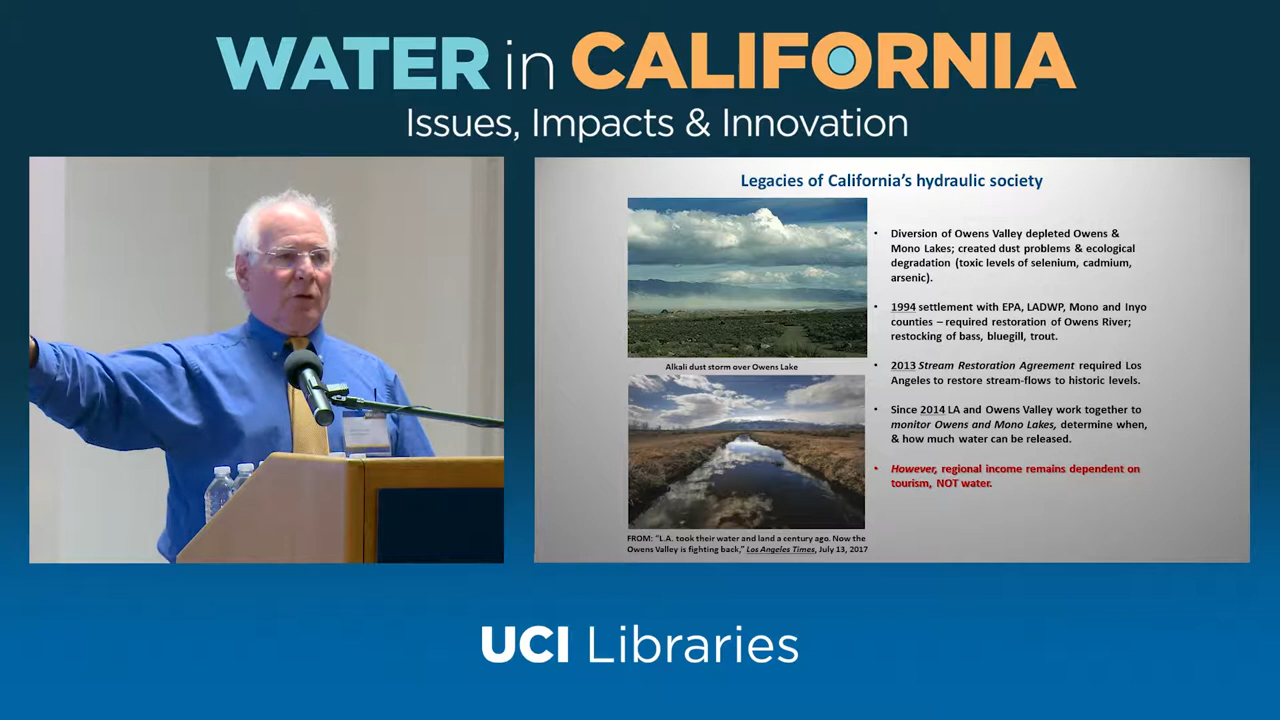 WATER in CALIFORNIA
Issues, Impacts & Innovation
Legacies of California's hydraulic society
• Diversion of Owens Valley depleted Owens &
Mono Lakes; created dust problems & ecological
degradation (toxic levels of selenium, cadmium,
arsenic).
• 1994 settlement with EPA, LADWP, Mono and Inyo
counties – required restoration of Owens River;
restocking of bass, bluegill, trout.
• 2013 Stream Restoration Agreement required Los
Angeles to restore stream-flows to historic levels.
• Since 2014 LA and Owens Valley work together to
monitor Owens and Mono Lakes, determine when,
& how much water can be released.
• However, regional income remains dependent on
tourism, NOT water.
Alkali dust storm over Owens Lake
FROM: "L.A. took their water and land a century ago. Now the
Owens Valley is fighting back," Los Angeles Times, July 13, 2017
UCI Libraries